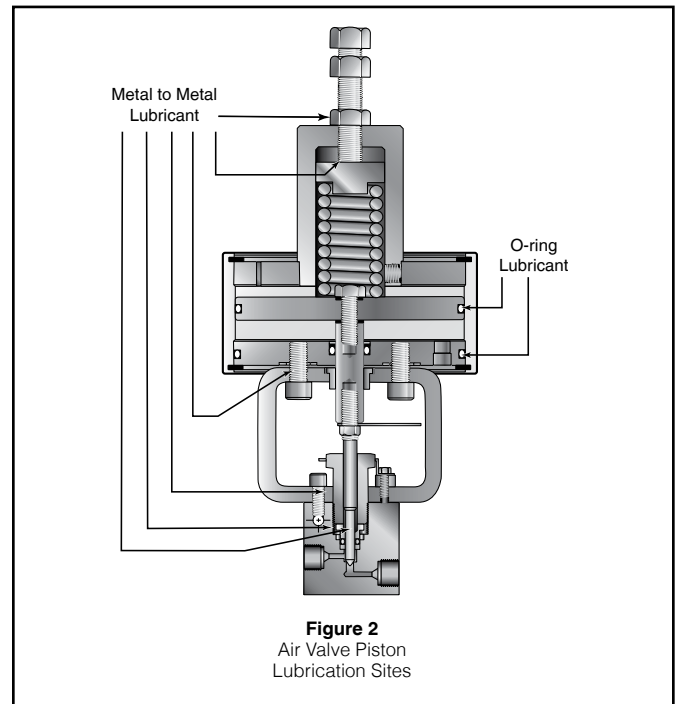 Metal to Metal
Lubricant
O-ring
Lubricant
Figure 2
Air Valve Piston
Lubrication Sites